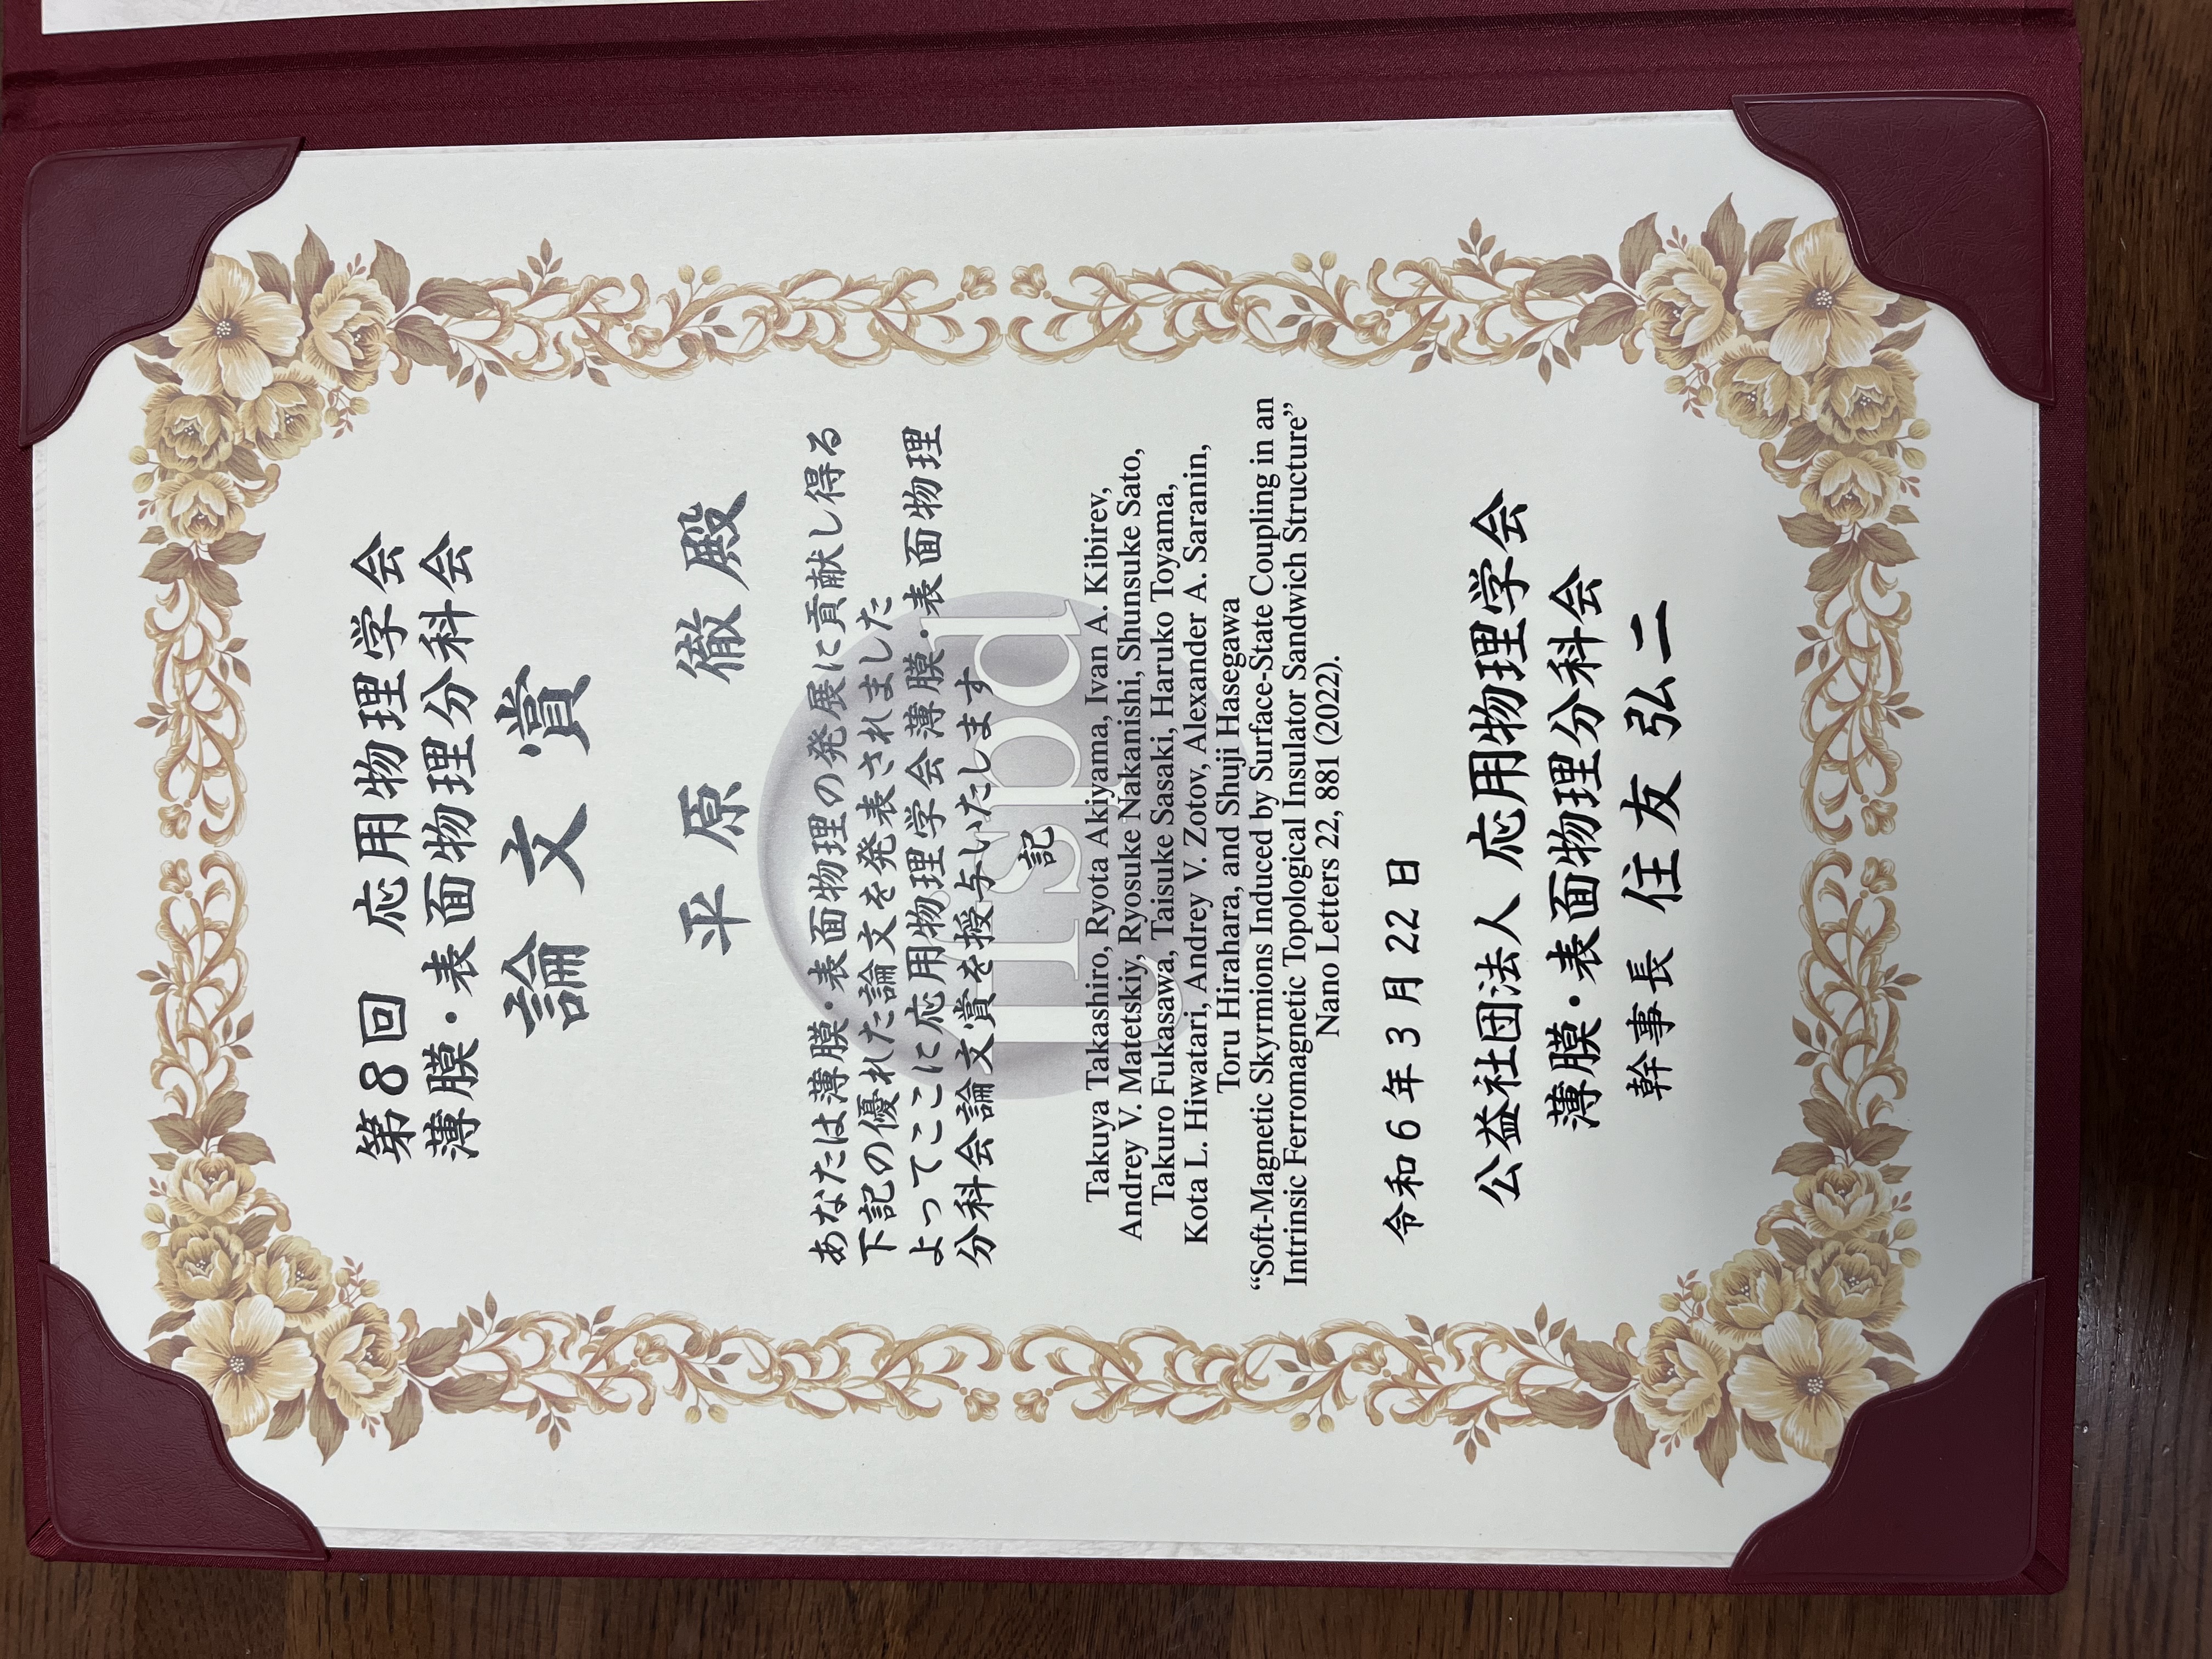 第8回 応用物理学会
薄膜・表面物理分科会
論文賞
平原 徹 殿
あなたは薄膜・表面物理の発展に貢献し得る
下記の優れた論文を発表されました
よってここに応用物理学会薄膜・表面物理
分科会論文賞を授与いたします
記
Takuya Takashiro, Ryota Akiyama, Ivan A. Kibirev,
Andrey V. Matetskiy, Ryosuke Nakanishi, Shunsuke Sato,
Takuro Fukasawa, Taisuke Sasaki, Haruko Toyama,
Kota L. Hiwatari, Andrey V. Zotov, Alexander A. Saranin,
Toru Hirahara, and Shuji Hasegawa
“Soft-Magnetic Skyrmions Induced by Surface-State Coupling in an
Intrinsic Ferromagnetic Topological Insulator Sandwich Structure”
Nano Letters 22, 881 (2022).
令和6年3月22日
公益社団法人 応用物理学会
薄膜・表面物理分科会
幹事長 住友弘二